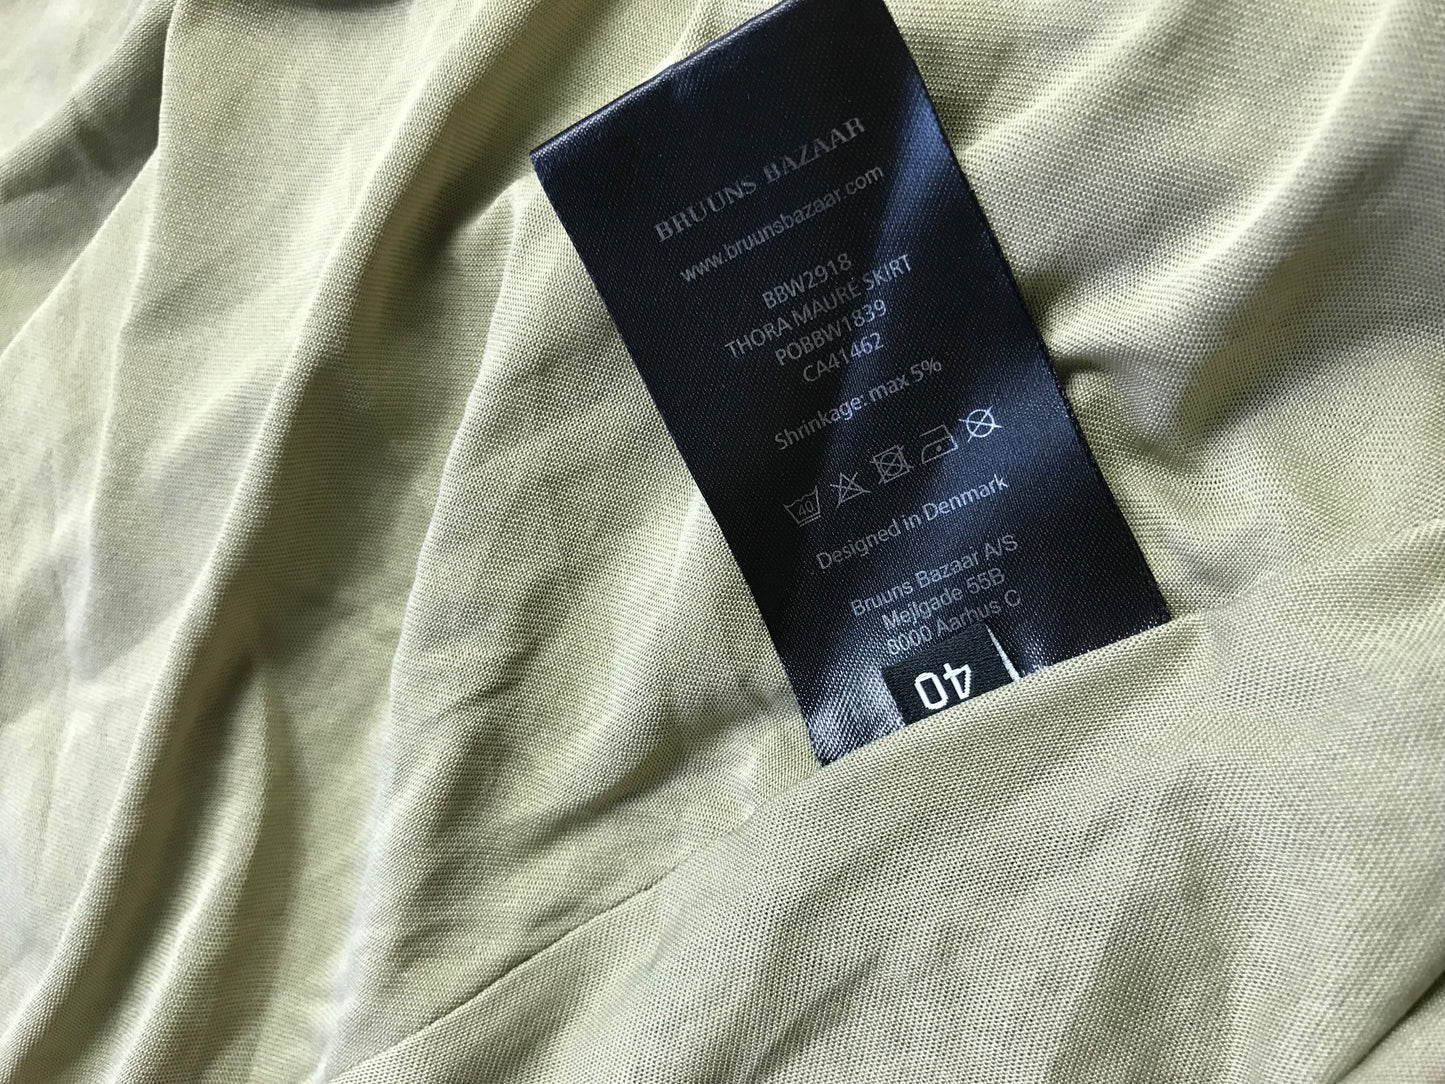 BRUUNS BAZAAR
www.bruunsbazaar.com
BBW2918
THORA MAURE SKIRT
POBBW1839
CA41462
Shrinkage: max 5%
40
Designed in Denmark
Bruuns Bazaar A/S
Mejlgade 55B
8000 Aarhus C
40